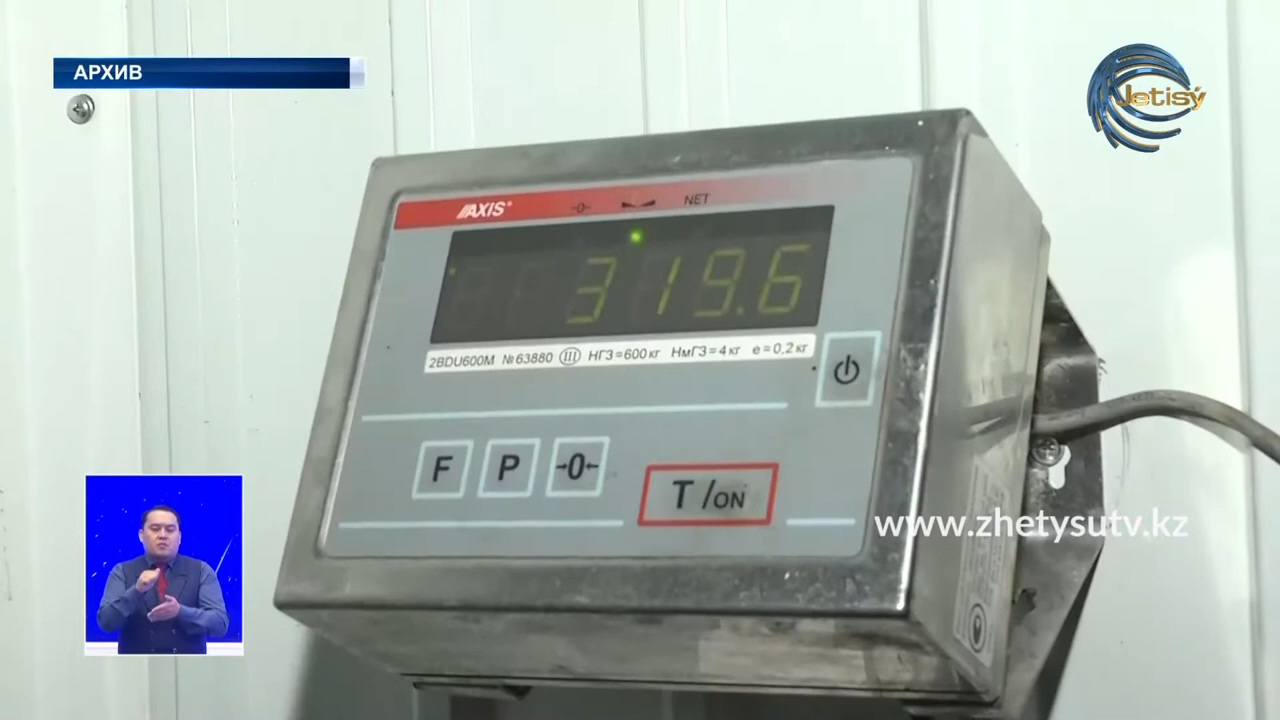 АРХИВ
Jetisý
AXIS®
→0← NET
319.6
2BDU600M №63880 III НГЗ=600кг НмГЗ=4кг e=0,2кг
F P →0←
T/ON
www.zhetysutv.kz